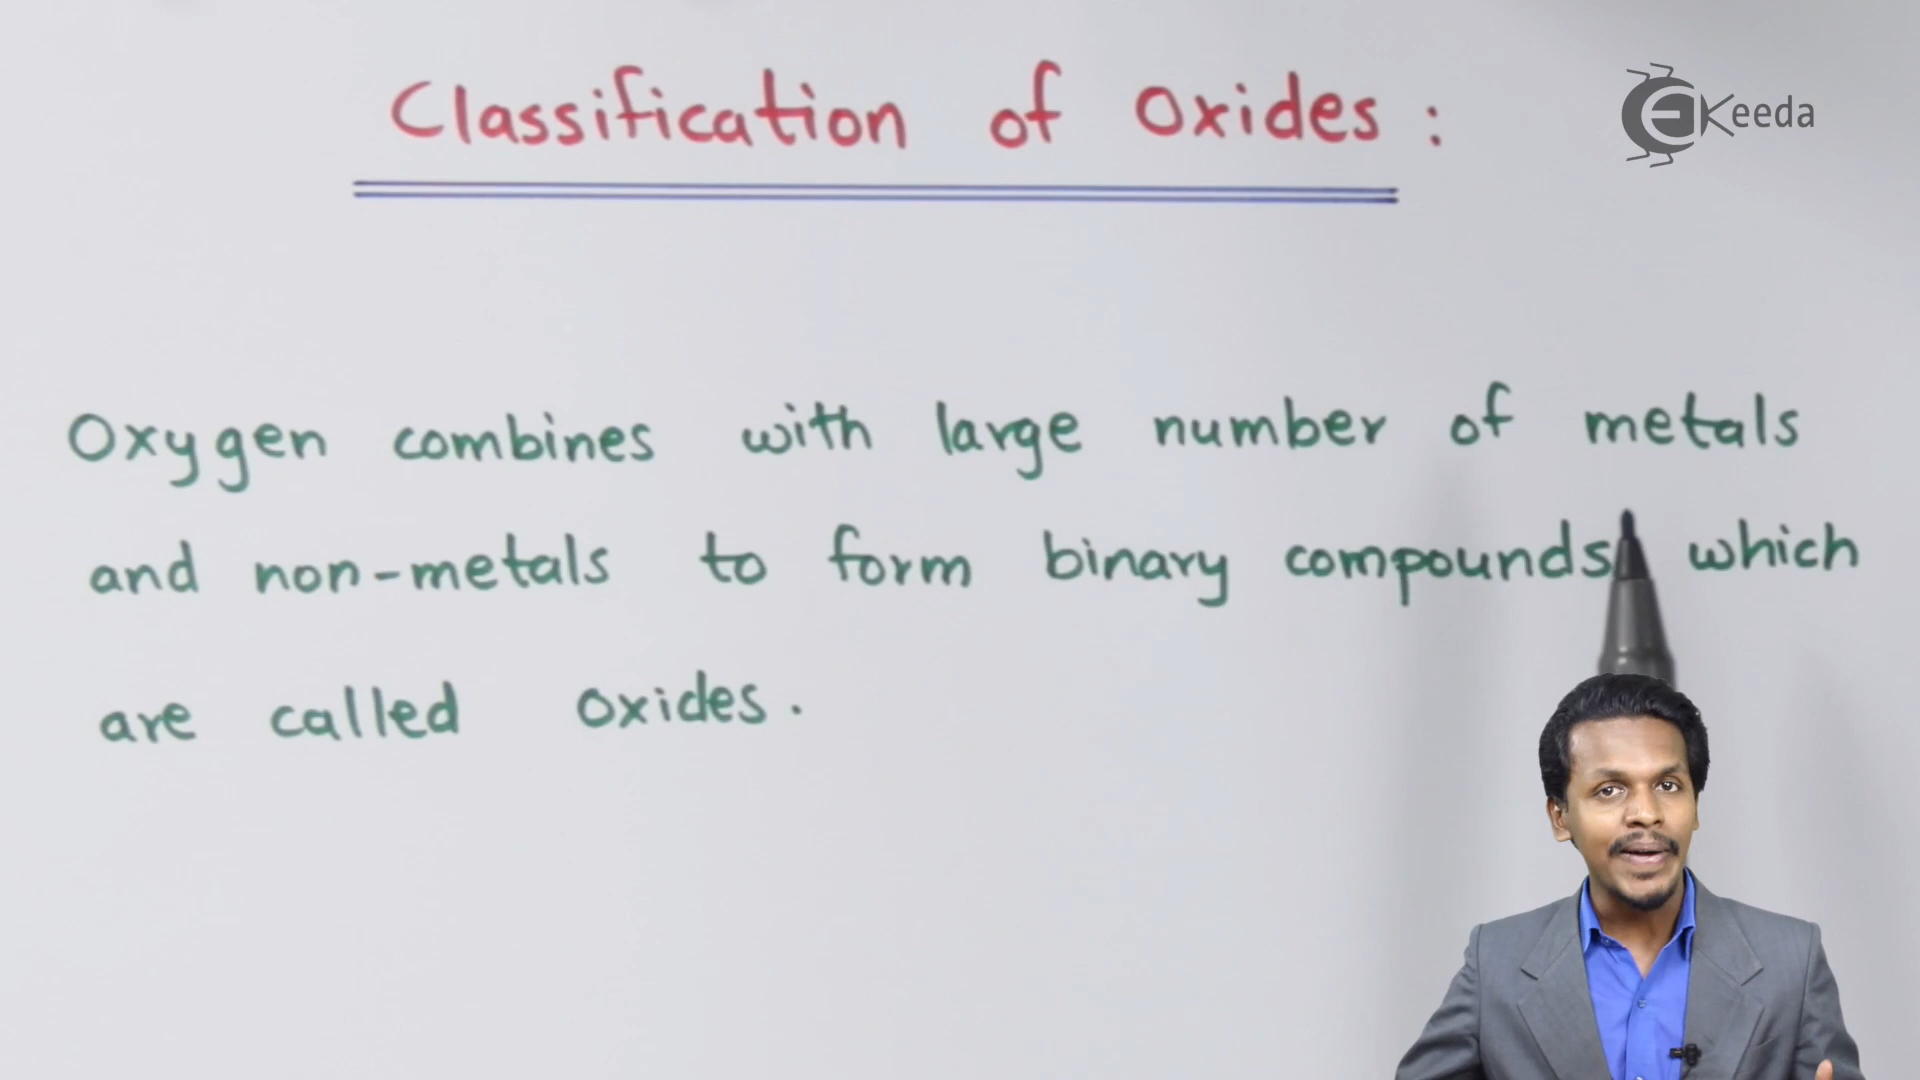 Classification of Oxides :
EKeeda
Oxygen combines with large number of metals
and non-metals to form binary compounds which
are called oxides.